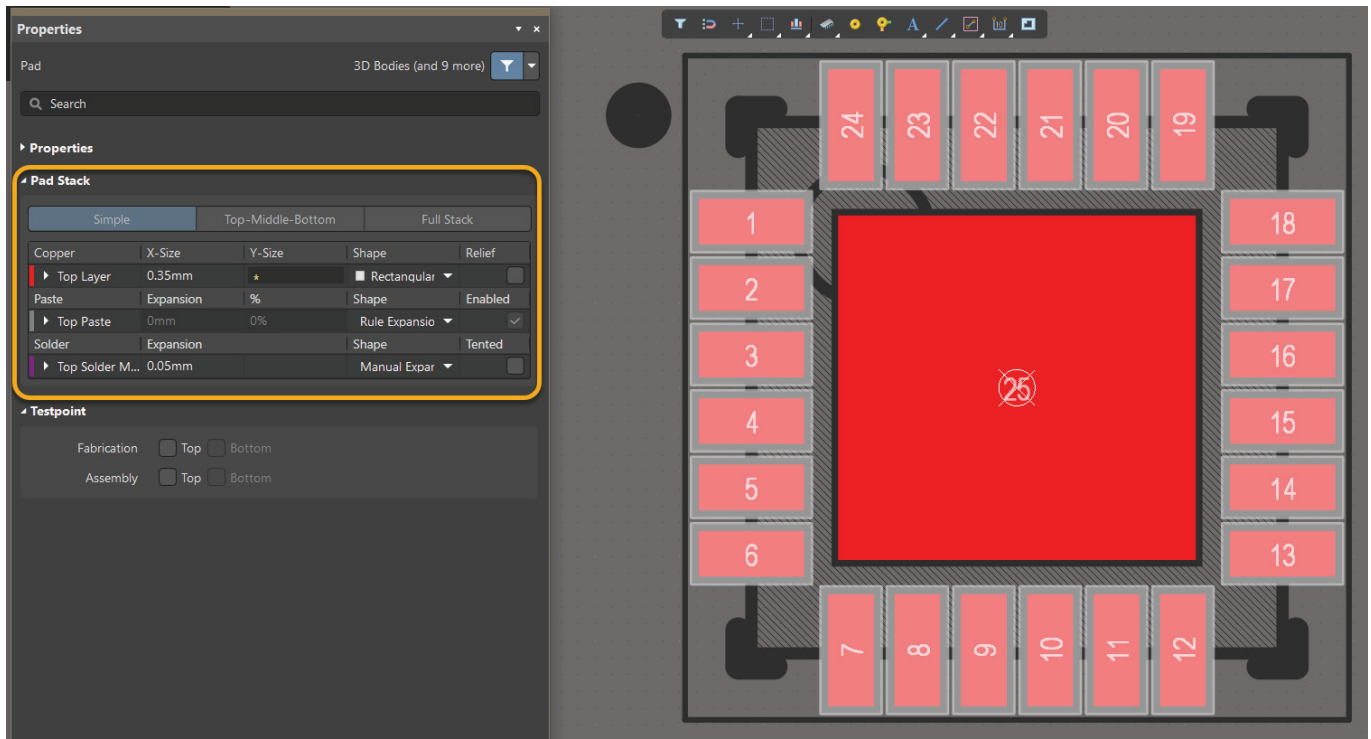 Properties
Pad 3D Bodies (and 9 more)
Search
Properties
Pad Stack
Simple Top-Middle-Bottom Full Stack
Copper X-Size Y-Size Shape Relief
Top Layer 0.35mm * Rectangular
Paste Expansion % Shape Enabled
Top Paste 0mm 0% Rule Expansio
Solder Expansion Shape Tented
Top Solder M... 0.05mm Manual Expar
Testpoint
Fabrication Top Bottom
Assembly Top Bottom
A 10
24 23 22 21 20 19
1 18
2 17
3 16
25
4 15
5 14
6 13
7 8 9 10 11 12